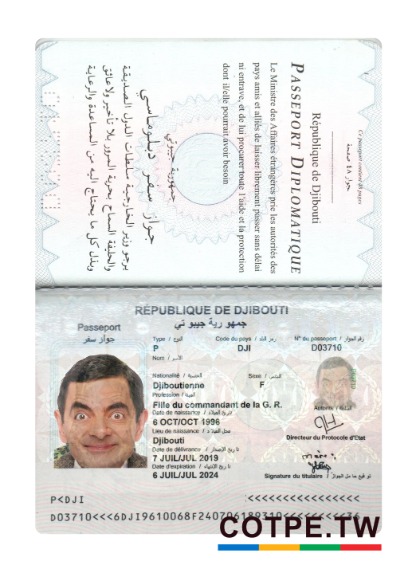 Ce passeport contient 48 pages
جواز ٤٨ صفحة
République de Djibouti
PASSEPORT DIPLOMATIQUE
Le Ministre des Affaires étrangères prie les autorités des
pays amis et alliés de laisser librement passer sans délai
ni entrave, et de lui procurer toute l'aide et la protection
dont il/elle pourrait avoir besoin
جمهورية جيبوتي
جواز سفر دبلوماسي
يرجو وزير الخارجية سلطات الدول الصديقة
والحليفة السماح بحرية المرور بلا تأخير ولا عائق
وبذل كل ما يحتاج اليه من المساعدة والرعاية
RÉPUBLIQUE DE DJIBOUTI
جمهورية جيبوتي
Passeport
جواز سفر
Type / النوع Code du pays / رمز البلد N° du passeport / رقم الجواز
P DJI D03710
Nom / الاسم
Nationalité / الجنسية Sexe / الجنس
Djiboutienne F
Profession / المهنة
Fille du commandant de la G. R.
Date de naissance / تاريخ الميلاد Autorité / السلطة
6 OCT/OCT 1996
Lieu de naissance / محل الميلاد
Djibouti Directeur du Protocole d'Etat
Date de délivrance / تاريخ الإصدار
7 JUIL/JUL 2019
Date d'expiration / تاريخ الانتهاء Signature du titulaire /
6 JUIL/JUL 2024
P<DJI <<<<<<<<<<<<<<<<<
D03710<<<6DJI9610068F2407061
COTPE.TW